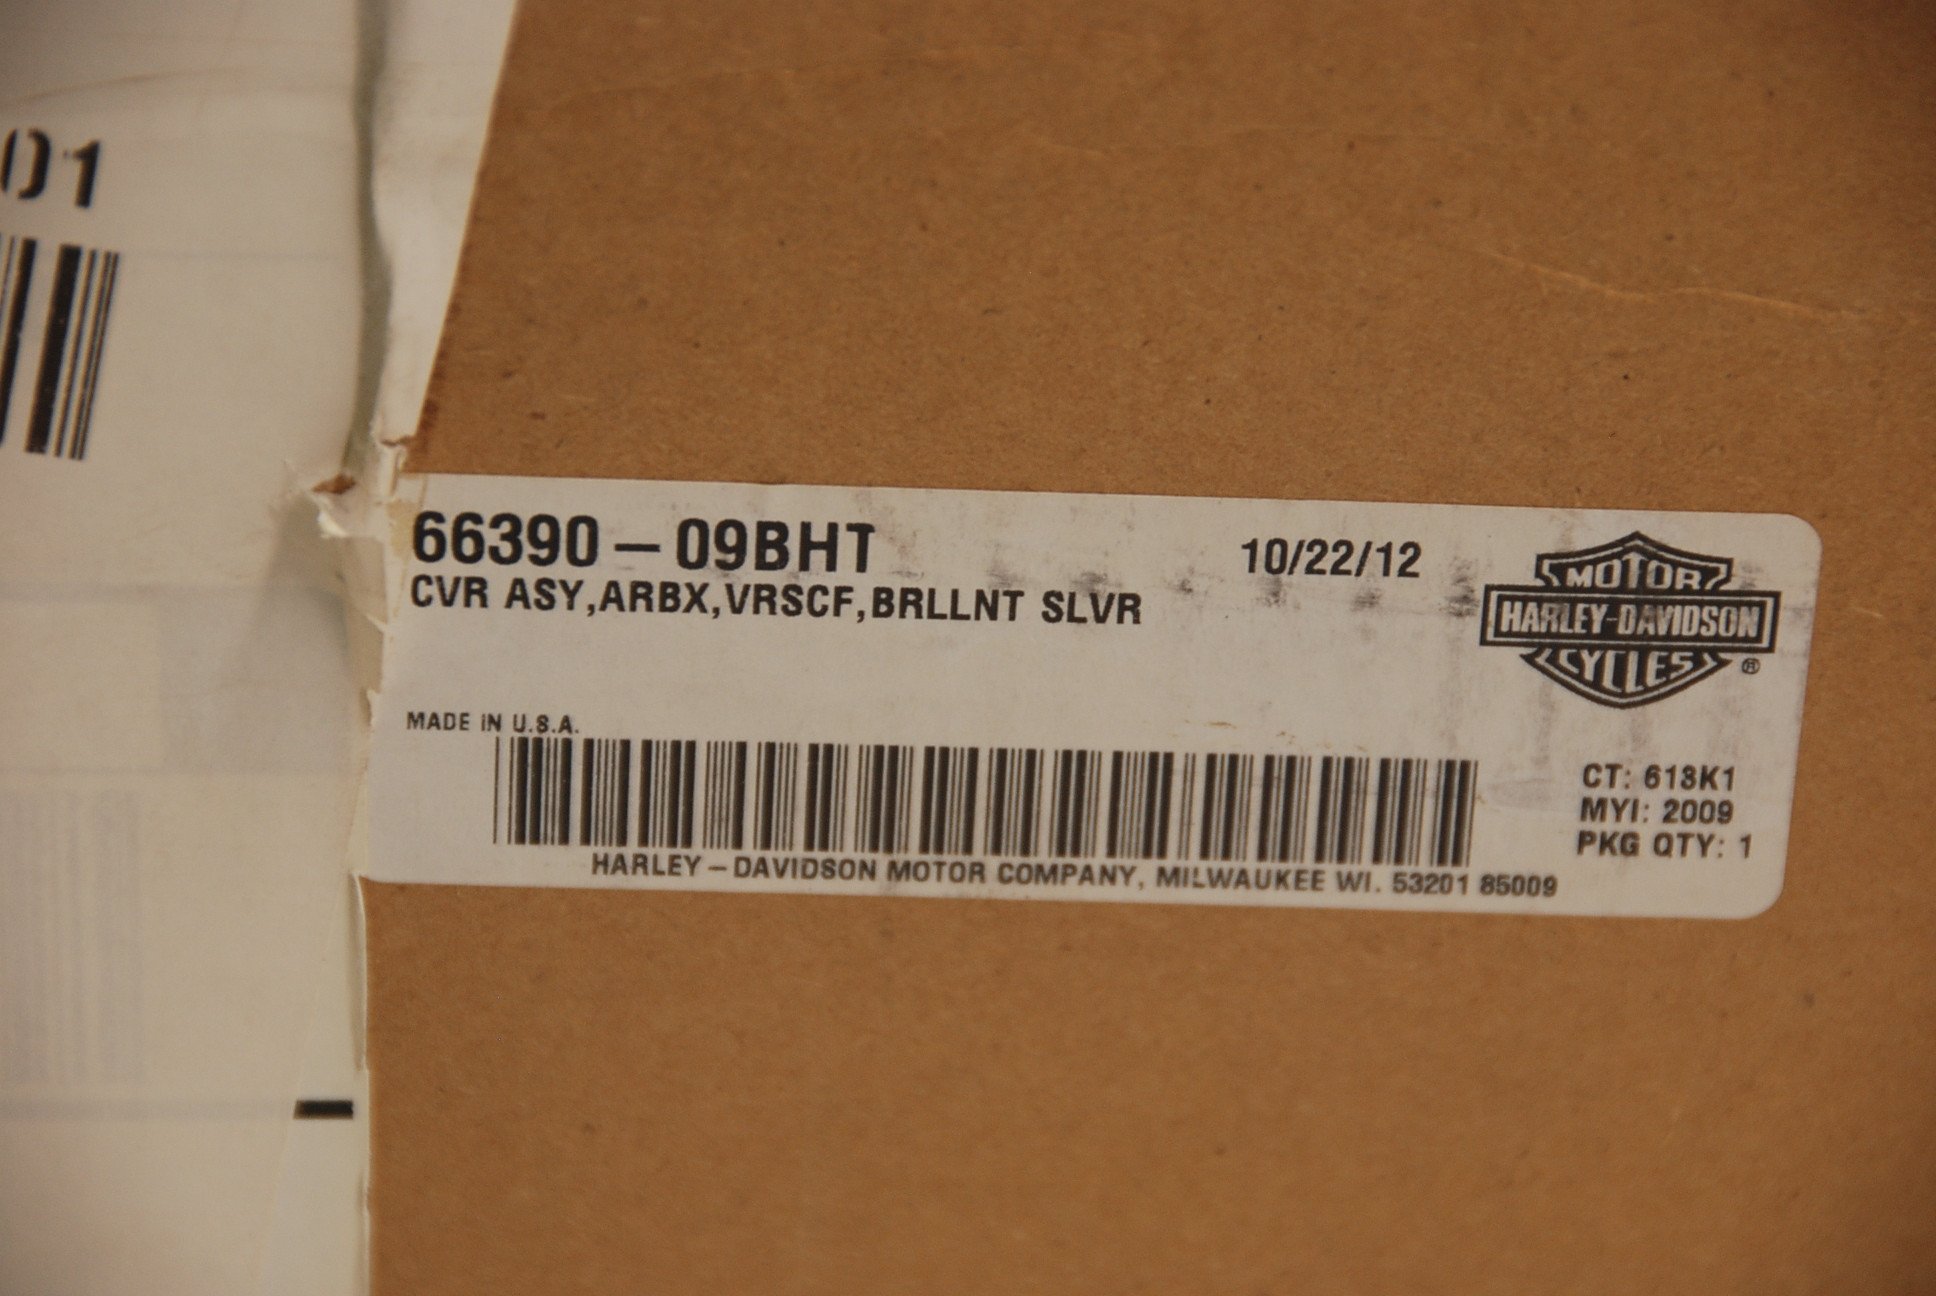 01
66390-09BHT
10/22/12
CVR ASY,ARBX,VRSCF,BRLLNT SLVR
MOTOR
HARLEY-DAVIDSON
CYCLES
®
MADE IN U.S.A.
CT: 613K1
MYI: 2009
PKG QTY: 1
HARLEY-DAVIDSON MOTOR COMPANY, MILWAUKEE WI. 53201 85009